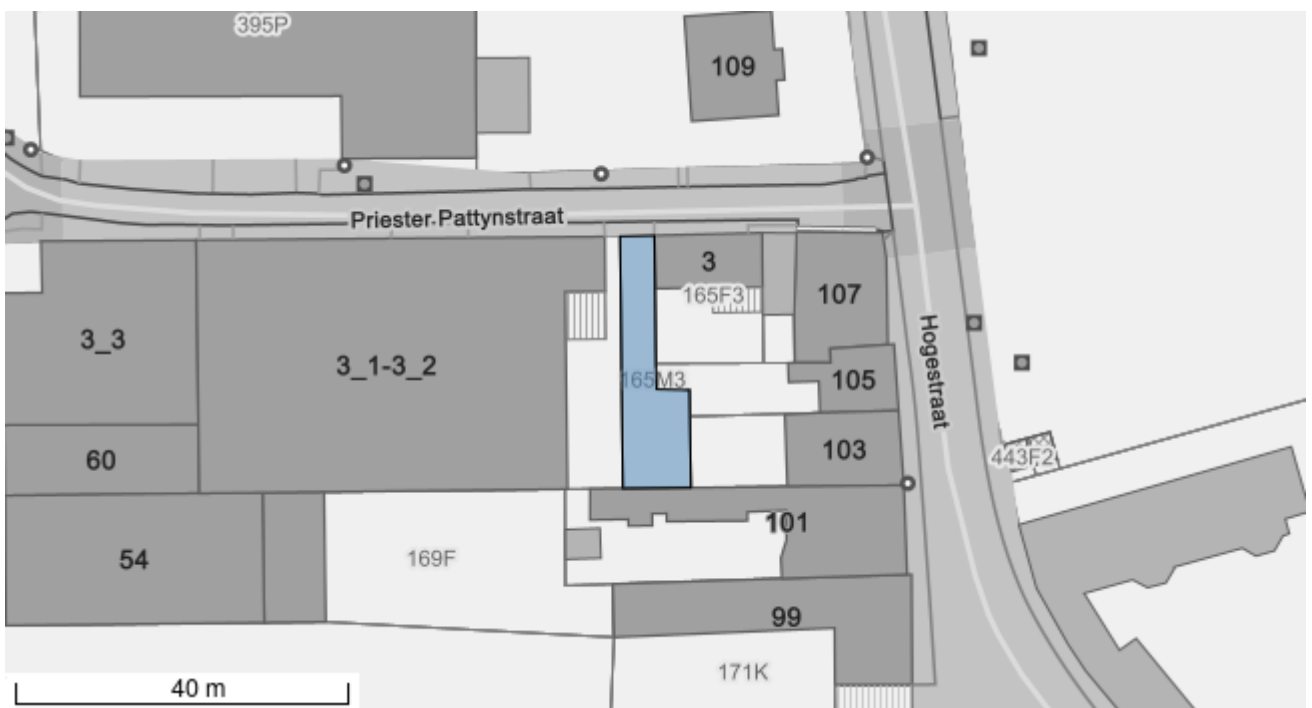 395P
109
Priester Pattynstraat
3
165F3
107
3_3
3_1-3_2
165M3
105
Hogestraat
60
103
443F2
101
54
169F
99
171K
40 m